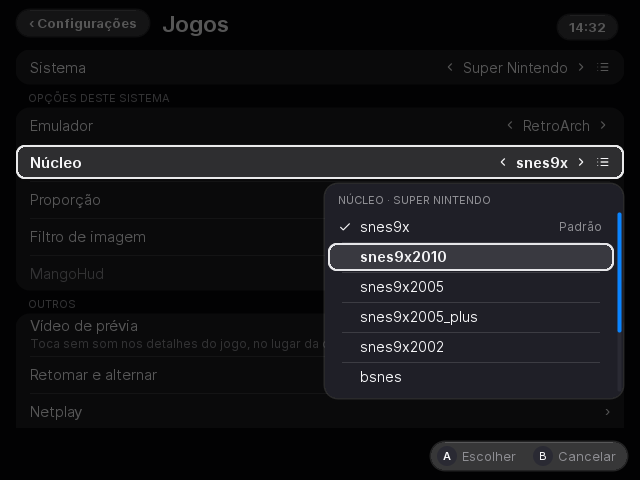 ‹ Configurações
Jogos
14:32
Sistema
‹ Super Nintendo ›
OPÇÕES DESTE SISTEMA
Emulador
‹ RetroArch ›
Núcleo
‹ snes9x ›
Proporção
NÚCLEO · SUPER NINTENDO
✓ snes9x Padrão
Filtro de imagem
snes9x2010
MangoHud
snes9x2005
OUTROS
snes9x2005_plus
Vídeo de prévia
Toca sem som nos detalhes do jogo, no lugar da
snes9x2002
Retomar e alternar
bsnes
Netplay ›
A Escolher B Cancelar